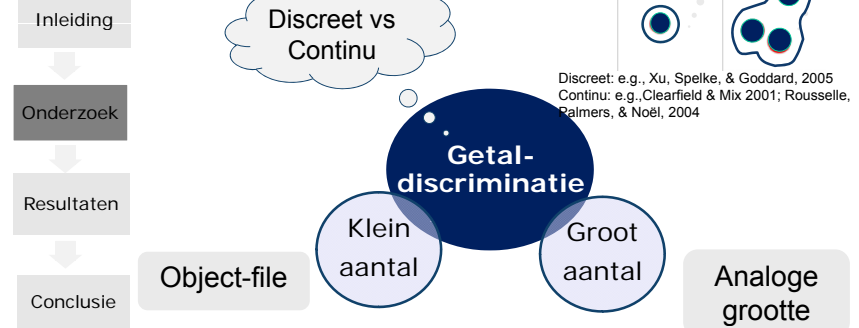 Inleiding
Onderzoek
Resultaten
Conclusie
Discreet vs
Continu
Discreet: e.g., Xu, Spelke, & Goddard, 2005
Continu: e.g.,Clearfield & Mix 2001; Rousselle,
Palmers, & Noël, 2004
Getal-
discriminatie
Klein
aantal
Groot
aantal
Object-file
Analoge
grootte